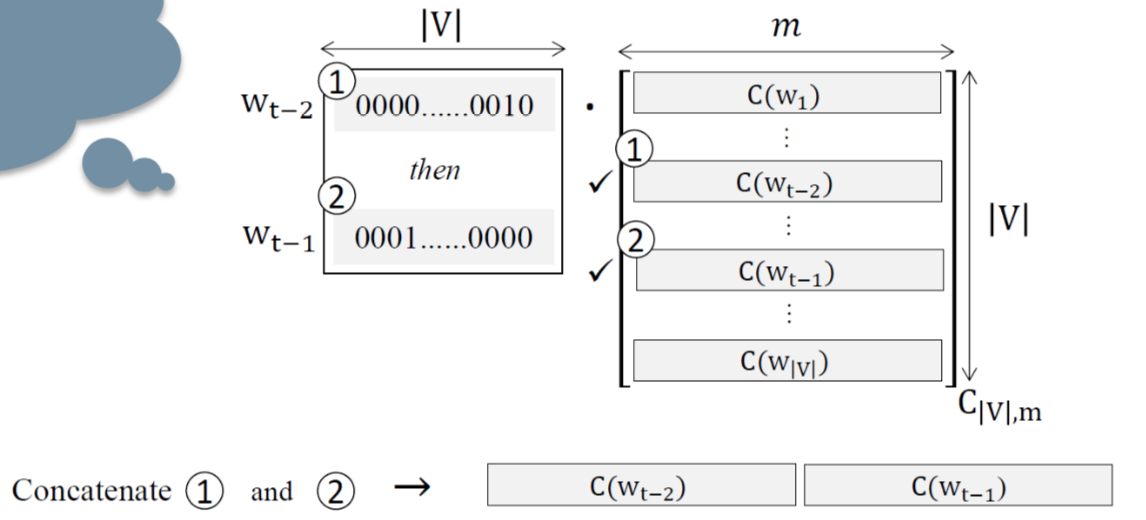 |V|
m
① 
w_{t−2} 0000......0010 .
C(w_1)
⋮
then
①
✓ C(w_{t−2})
②
⋮
|V|
w_{t−1} 0001......0000
②
✓ C(w_{t−1})
⋮
C(w_{|V|})
C_{|V|,m}
Concatenate ① and ② → C(w_{t−2}) C(w_{t−1})